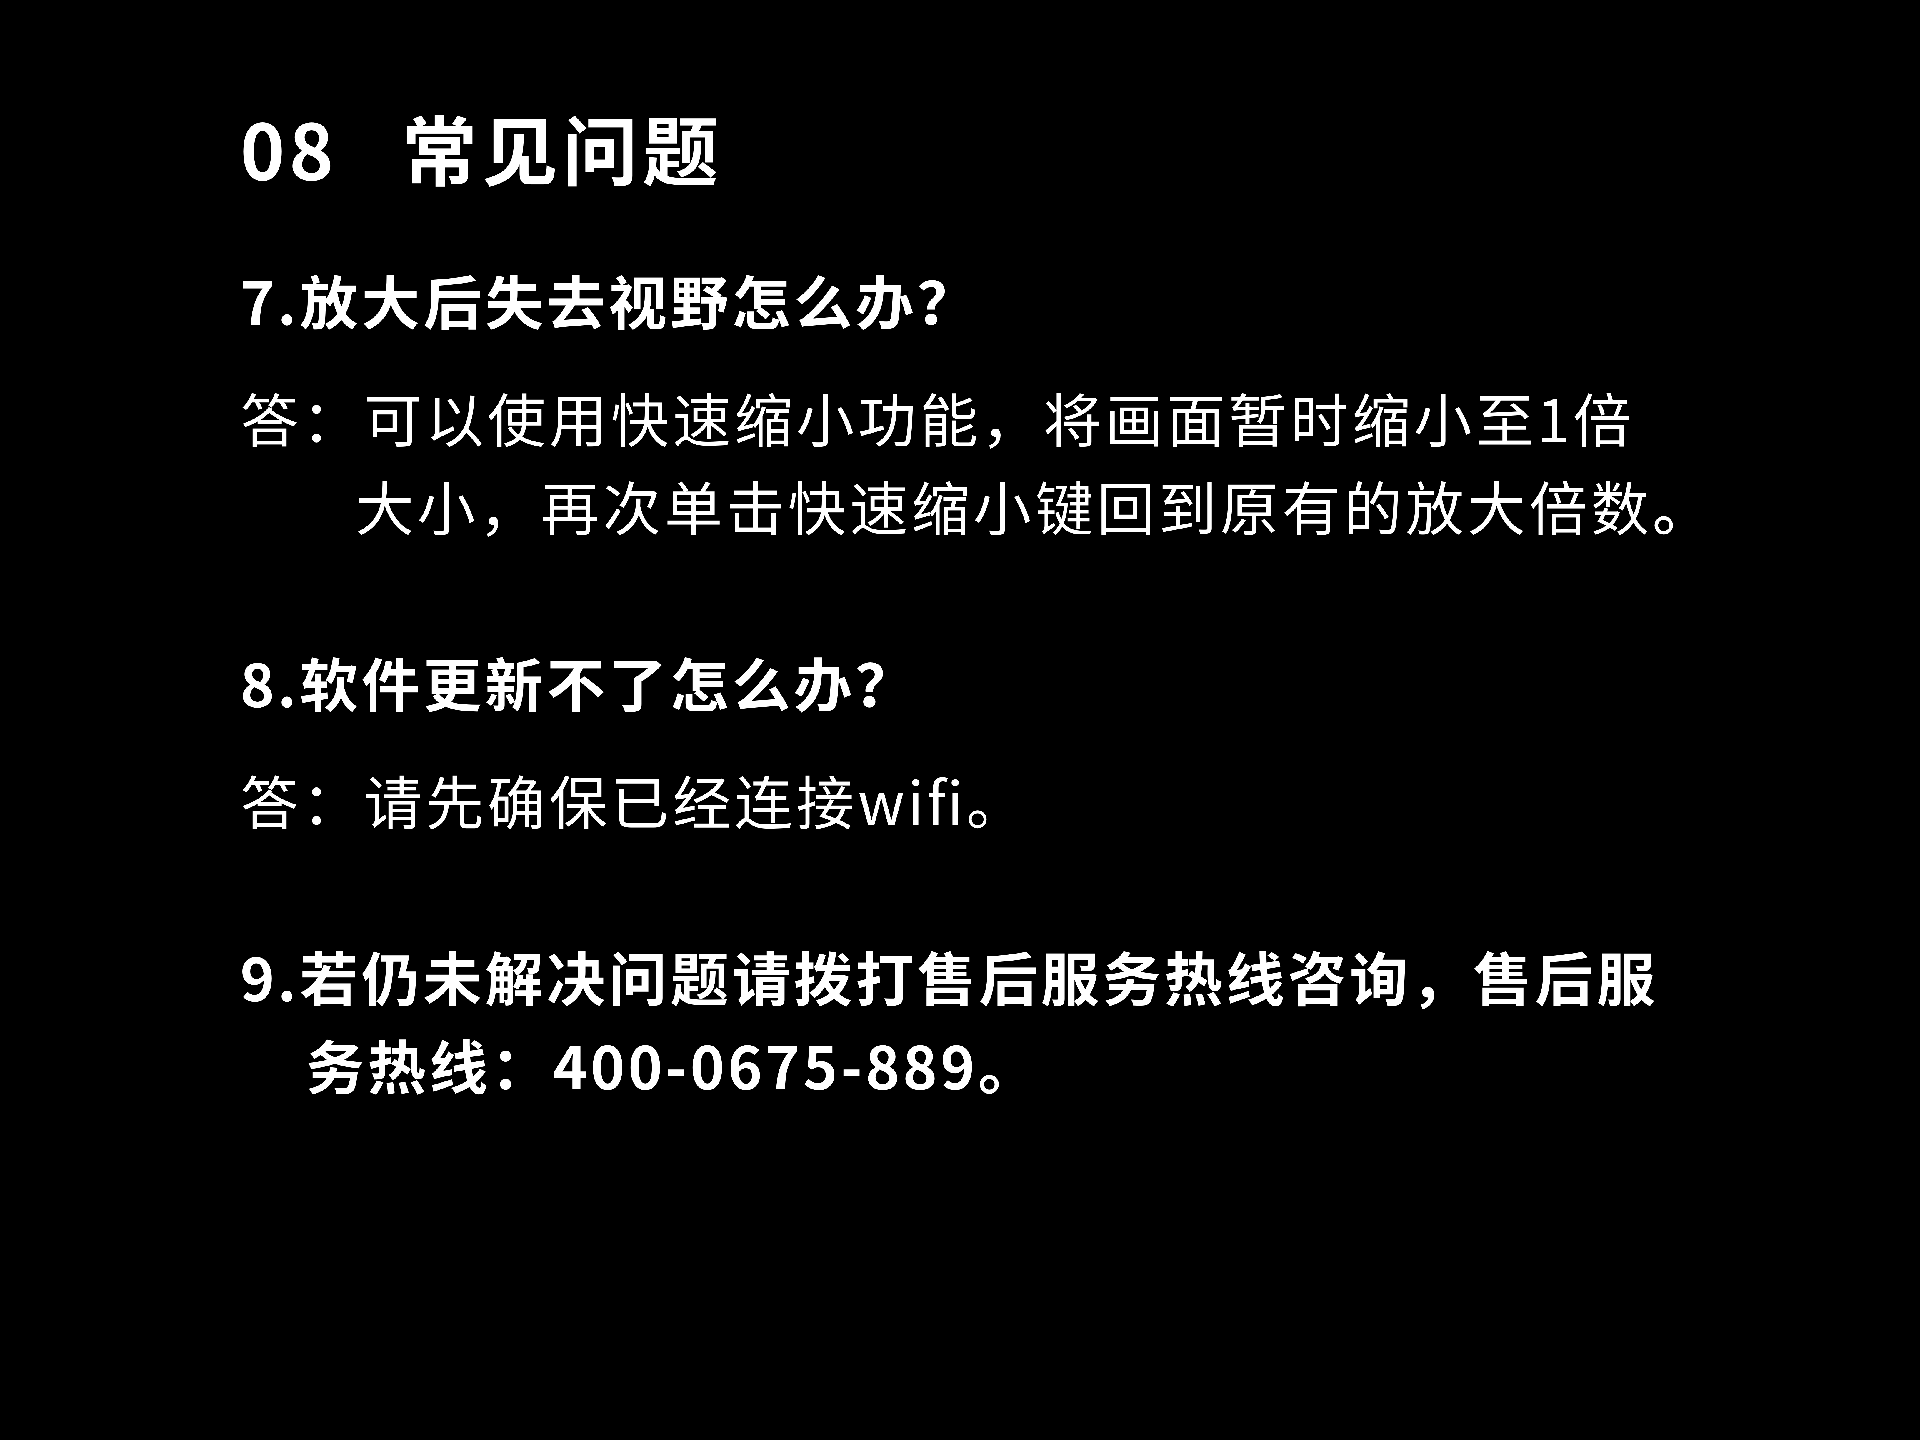 08 常见问题
7.放大后失去视野怎么办？
答：可以使用快速缩小功能，将画面暂时缩小至1倍
大小，再次单击快速缩小键回到原有的放大倍数。
8.软件更新不了怎么办？
答：请先确保已经连接wifi。
9.若仍未解决问题请拨打售后服务热线咨询，售后服
务热线：400-0675-889。